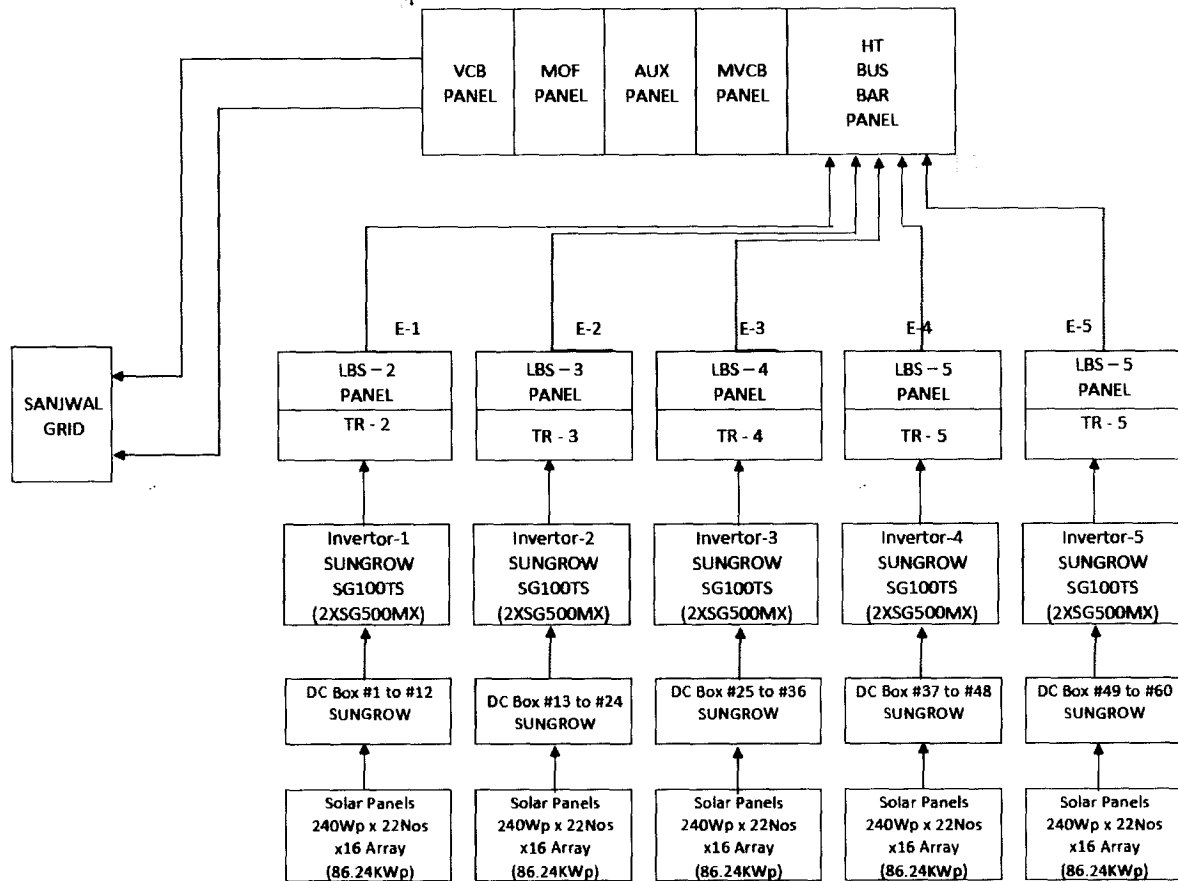 VCB
PANEL
MOF
PANEL
AUX
PANEL
MVCB
PANEL
HT
BUS
BAR
PANEL
SANJWAL
GRID
E-1
E-2
E-3
E-4
E-5
LBS – 2
PANEL
TR - 2
LBS – 3
PANEL
TR - 3
LBS – 4
PANEL
TR - 4
LBS – 5
PANEL
TR - 5
LBS – 5
PANEL
TR - 5
Invertor-1
SUNGROW
SG100TS
(2XSG500MX)
Invertor-2
SUNGROW
SG100TS
(2XSG500MX)
Invertor-3
SUNGROW
SG100TS
(2XSG500MX)
Invertor-4
SUNGROW
SG100TS
(2XSG500MX)
Invertor-5
SUNGROW
SG100TS
(2XSG500MX)
DC Box #1 to #12
SUNGROW
DC Box #13 to #24
SUNGROW
DC Box #25 to #36
SUNGROW
DC Box #37 to #48
SUNGROW
DC Box #49 to #60
SUNGROW
Solar Panels
240Wp x 22Nos
x16 Array
(86.24KWp)
Solar Panels
240Wp x 22Nos
x16 Array
(86.24KWp)
Solar Panels
240Wp x 22Nos
x16 Array
(86.24KWp)
Solar Panels
240Wp x 22Nos
x16 Array
(86.24KWp)
Solar Panels
240Wp x 22Nos
x16 Array
(86.24KWp)